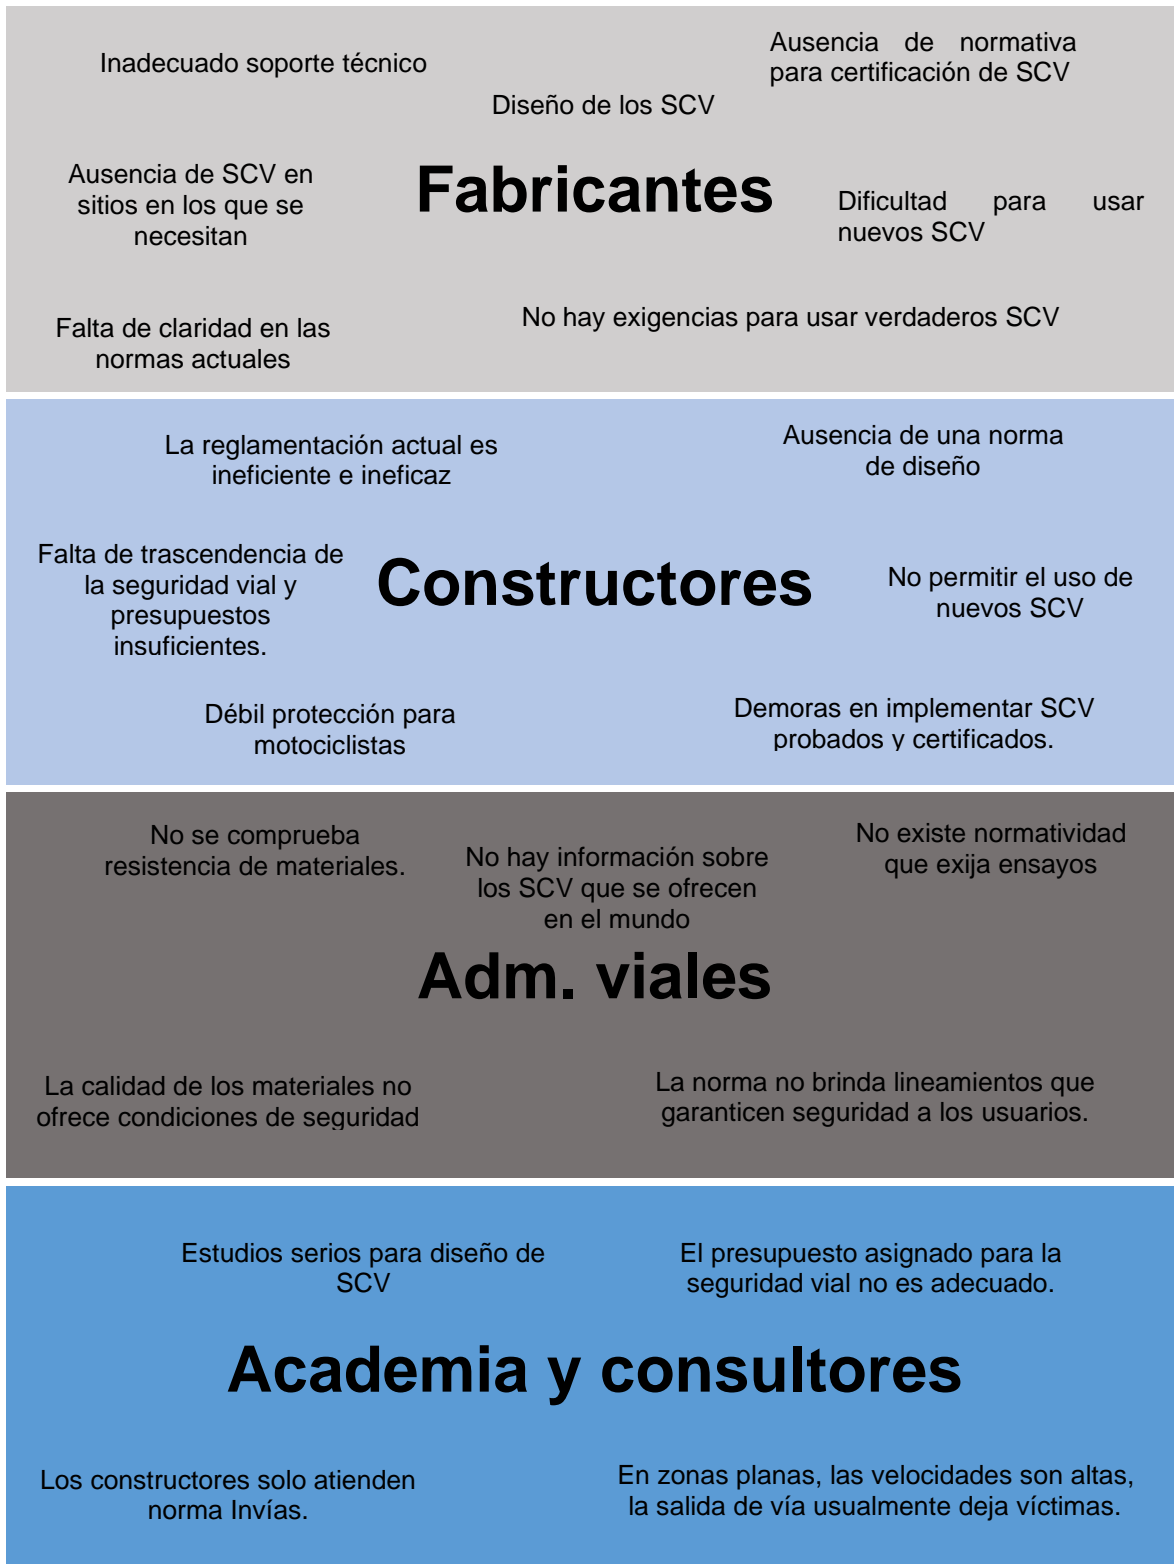 Inadecuado soporte técnico
Ausencia de normativa
para certificación de SCV
Diseño de los SCV
Ausencia de SCV en
sitios en los que se
necesitan
Fabricantes
Dificultad para usar
nuevos SCV
Falta de claridad en las
normas actuales
No hay exigencias para usar verdaderos SCV
La reglamentación actual es
ineficiente e ineficaz
Ausencia de una norma
de diseño
Falta de trascendencia de
la seguridad vial y
presupuestos
insuficientes.
Constructores
No permitir el uso de
nuevos SCV
Débil protección para
motociclistas
Demoras en implementar SCV
probados y certificados.
No se comprueba
resistencia de materiales.
No hay información sobre
los SCV que se ofrecen
en el mundo
No existe normatividad
que exija ensayos
Adm. viales
La calidad de los materiales no
ofrece condiciones de seguridad
La norma no brinda lineamientos que
garanticen seguridad a los usuarios.
Estudios serios para diseño de
SCV
El presupuesto asignado para la
seguridad vial no es adecuado.
Academia y consultores
Los constructores solo atienden
norma Invías.
En zonas planas, las velocidades son altas,
la salida de vía usualmente deja víctimas.